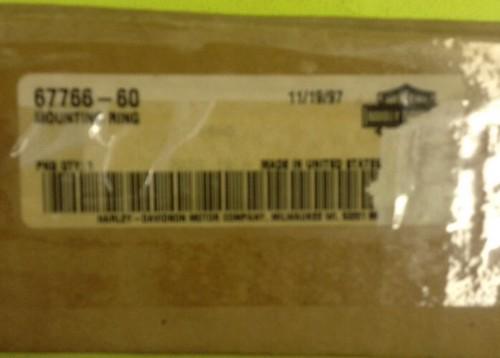 67766-60 11/19/97
MOUNTING RING
PKG QTY: 1 MADE IN UNITED STATES
HARLEY-DAVIDSON MOTOR COMPANY, MILWAUKEE WI, 53201